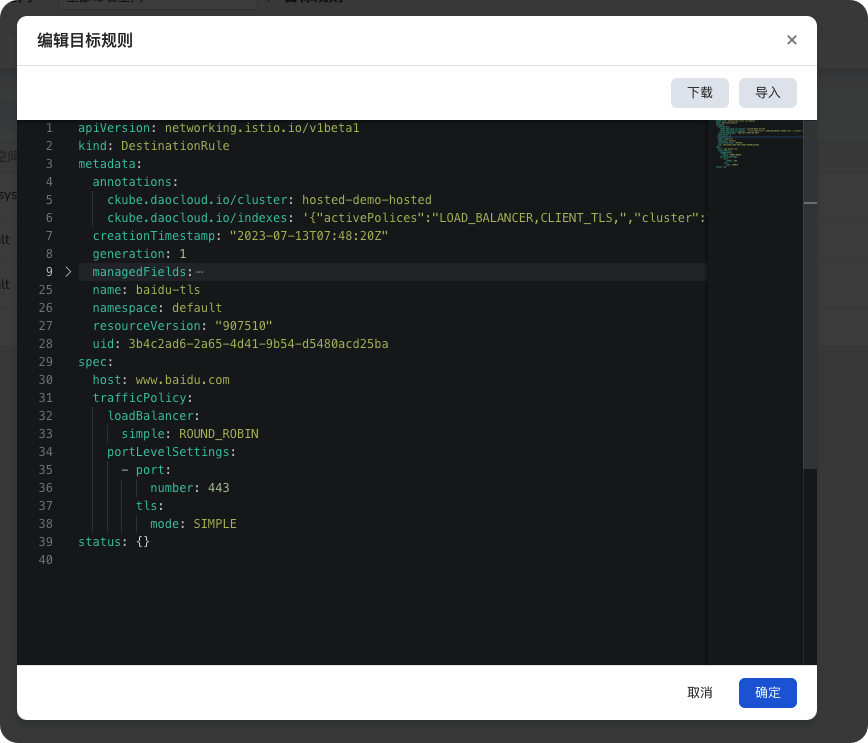 编辑目标规则
下载 导入
1 apiVersion: networking.istio.io/v1beta1
2 kind: DestinationRule
3 metadata:
4 annotations:
5 ckube.daocloud.io/cluster: hosted-demo-hosted
6 ckube.daocloud.io/indexes: '{"activePolices":"LOAD_BALANCER,CLIENT_TLS,","cluster":"
7 creationTimestamp: "2023-07-13T07:48:20Z"
8 generation: 1
9 managedFields:⋯
25 name: baidu-tls
26 namespace: default
27 resourceVersion: "907510"
28 uid: 3b4c2ad6-2a65-4d41-9b54-d5480acd25ba
29 spec:
30 host: www.baidu.com
31 trafficPolicy:
32 loadBalancer:
33 simple: ROUND_ROBIN
34 portLevelSettings:
35 - port:
36 number: 443
37 tls:
38 mode: SIMPLE
39 status: {}
40
取消 确定